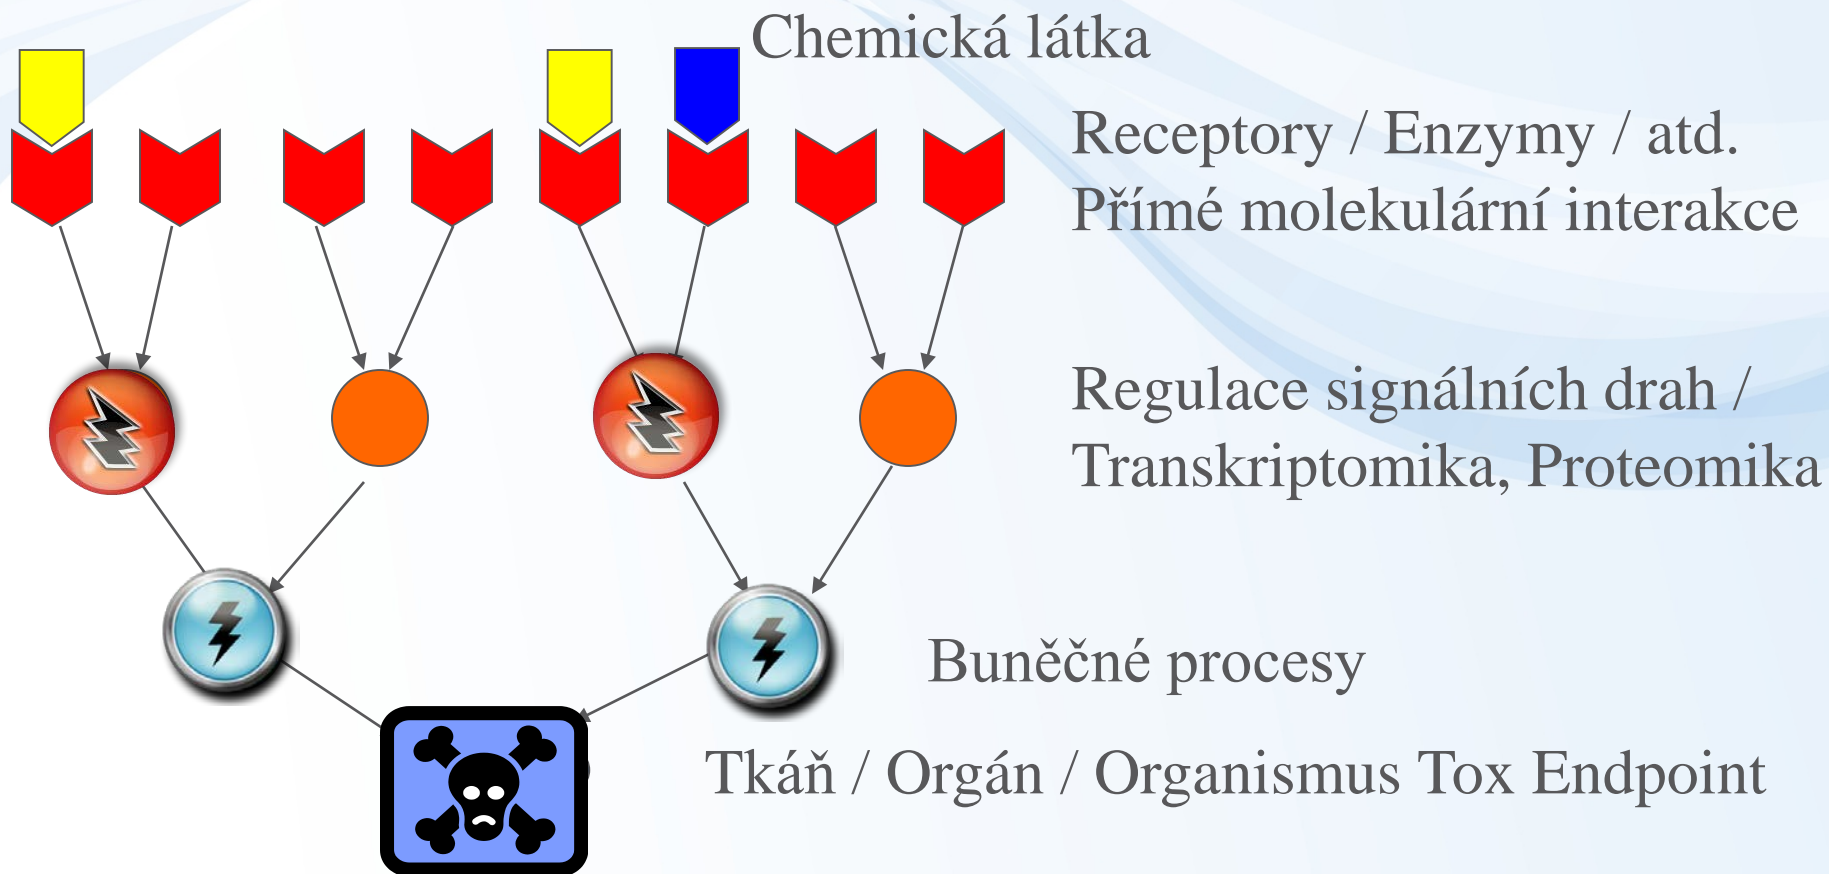 Chemická látka
Receptory / Enzymy / atd.
Přímé molekulární interakce
Regulace signálních drah /
Transkriptomika, Proteomika
Buněčné procesy
Tkáň / Orgán / Organismus Tox Endpoint